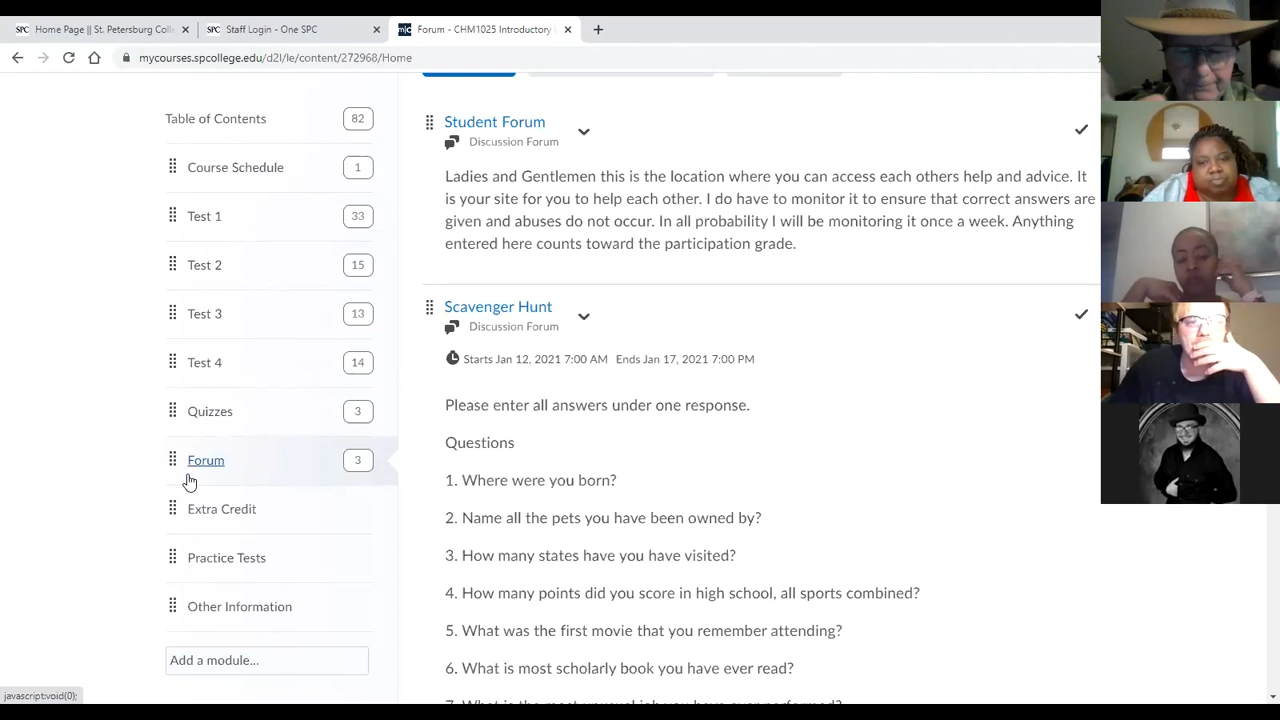 Home Page || St. Petersburg Coll
Staff Login - One SPC
Forum - CHM1025 Introductory
mycourses.spcollege.edu/d2l/le/content/272968/Home
Table of Contents 82
Course Schedule 1
Test 1 33
Test 2 15
Test 3 13
Test 4 14
Quizzes 3
Forum 3
Extra Credit
Practice Tests
Other Information
Add a module...
javascript:void(0);
Student Forum
Discussion Forum
Ladies and Gentlemen this is the location where you can access each others help and advice. It
is your site for you to help each other. I do have to monitor it to ensure that correct answers are
given and abuses do not occur. In all probability I will be monitoring it once a week. Anything
entered here counts toward the participation grade.
Scavenger Hunt
Discussion Forum
Starts Jan 12, 2021 7:00 AM Ends Jan 17, 2021 7:00 PM
Please enter all answers under one response.
Questions
1. Where were you born?
2. Name all the pets you have been owned by?
3. How many states have you have visited?
4. How many points did you score in high school, all sports combined?
5. What was the first movie that you remember attending?
6. What is most scholarly book you have ever read?